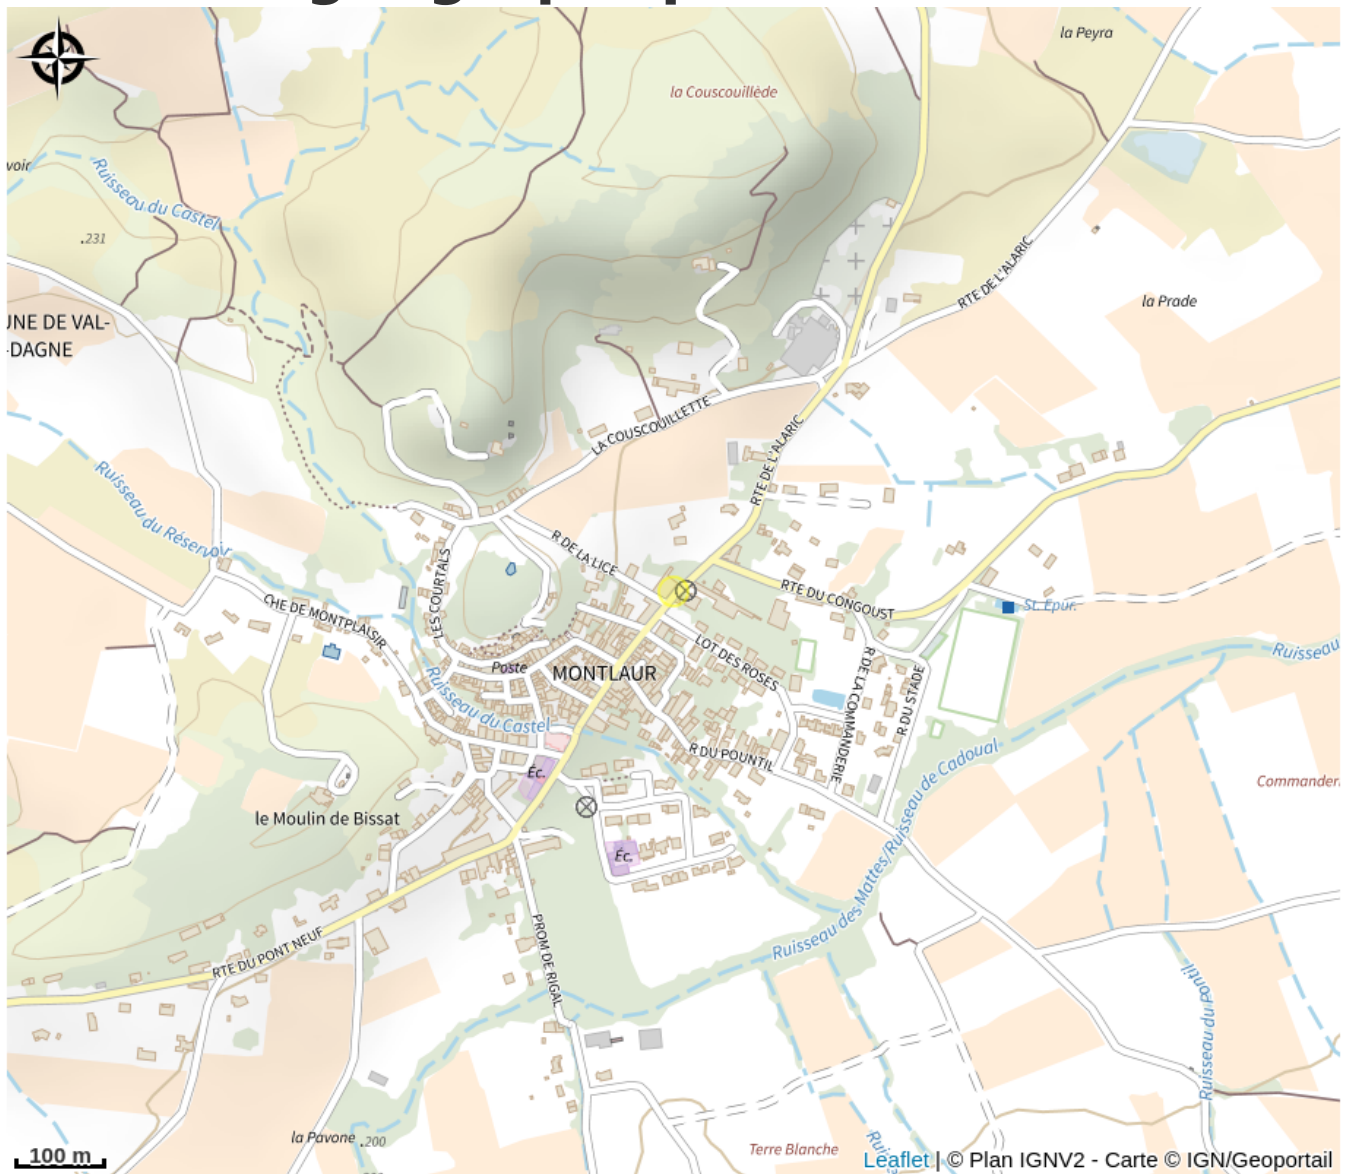 la Peyra
la Couscouillède
voir
Ruisseau du Castel
.231
RTE DE L'ALARIC
la Prade
UNE DE VAL-
-DAGNE
LA COUSCOUILLETTE
RTE DE L'ALARIC
Ruisseau du Réservoir
R DE LA LICE
LES COURTALS
RTE DU CONGOUST
St. Épur.
CHE DE MONTPLAISIR
LOT DES ROSES
Ruisseau
Poste
MONTLAUR
R DE LA COMMANDERIE
R DU STADE
Ruisseau du Castel
R DU POUNTIL
Éc.
Commander
le Moulin de Bissat
Éc.
Ruisseau des Mattes/Ruisseau de Cadoual
RTE DU PONT NEUF
PROM DE RIGAL
Ruisseau du pontil
la Pavone .200
Terre Blanche
Ruis
100 m
Leaflet | © Plan IGNV2 - Carte © IGN/Geoportail